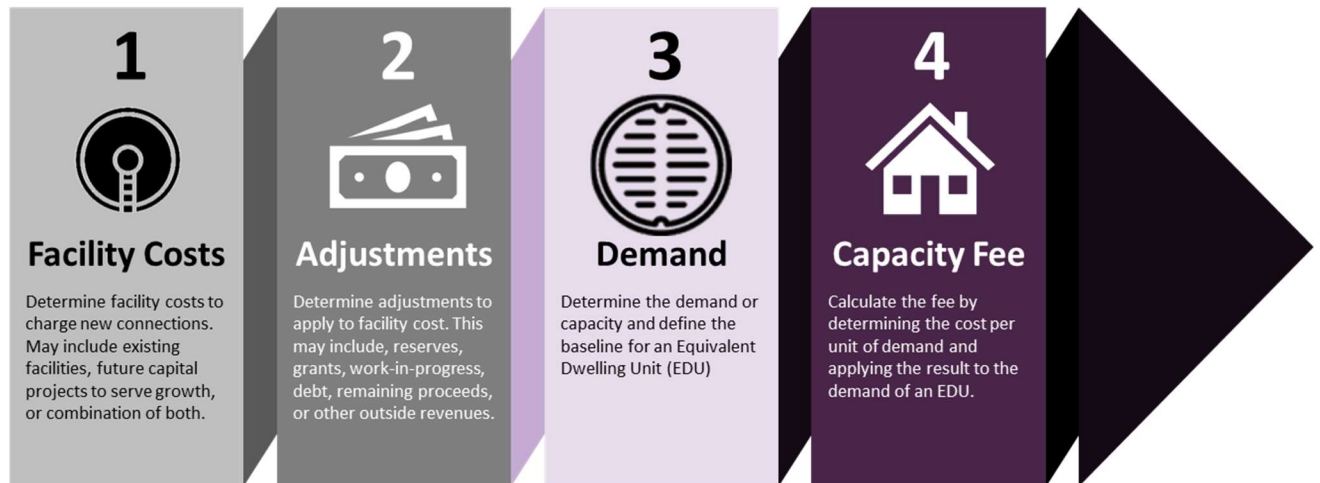 1
Facility Costs
Determine facility costs to
charge new connections.
May include existing
facilities, future capital
projects to serve growth,
or combination of both.
2
Adjustments
Determine adjustments to
apply to facility cost. This
may include, reserves,
grants, work-in-progress,
debt, remaining proceeds,
or other outside revenues.
3
Demand
Determine the demand or
capacity and define the
baseline for an Equivalent
Dwelling Unit (EDU)
4
Capacity Fee
Calculate the fee by
determining the cost per
unit of demand and
applying the result to the
demand of an EDU.